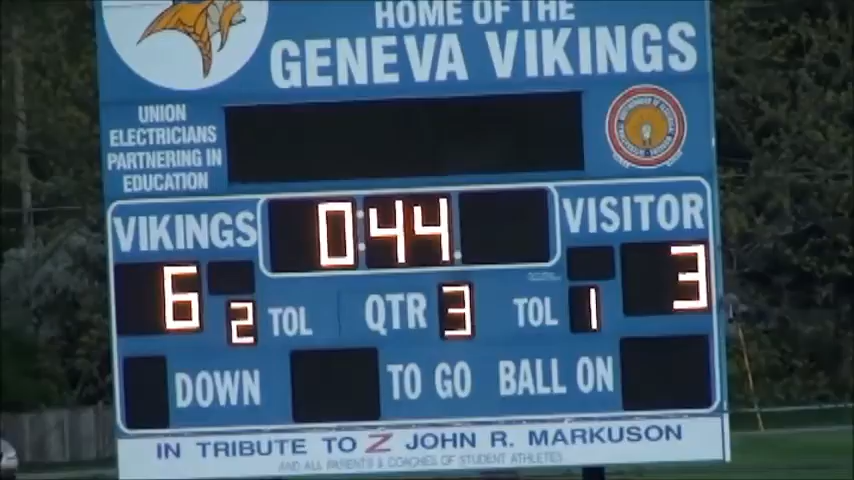 HOME OF THE
GENEVA VIKINGS
UNION
ELECTRICIANS
PARTNERING IN
EDUCATION
VIKINGS 0:44 VISITOR
6 3
2 TOL QTR 3 TOL 1
DOWN TO GO BALL ON
IN TRIBUTE TO Z JOHN R. MARKUSON
AND ALL PARENTS & COACHES OF STUDENT ATHLETES